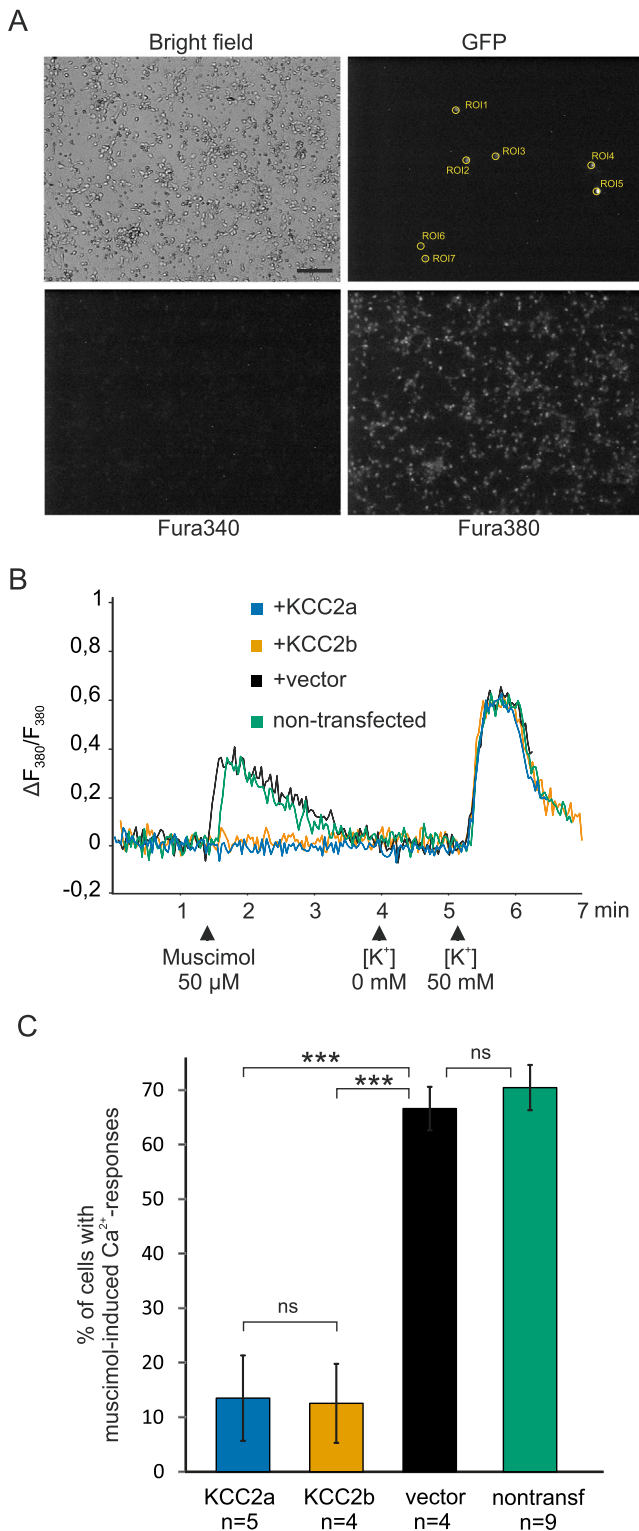 A
Bright field
GFP
ROI1
ROI2
ROI3
ROI4
ROI5
ROI6
ROI7
Fura340
Fura380
B
1
0,8
0,6
0,4
0,2
0
-0,2
ΔF380/F380
+KCC2a
+KCC2b
+vector
non-transfected
1 2 3 4 5 6 7 min
Muscimol
50 µM
[K+]
0 mM
[K+]
50 mM
C
% of cells with
muscimol-induced Ca2+-responses
70
60
50
40
30
20
10
0
***
***
ns
ns
KCC2a
n=5
KCC2b
n=4
vector
n=4
nontransf
n=9